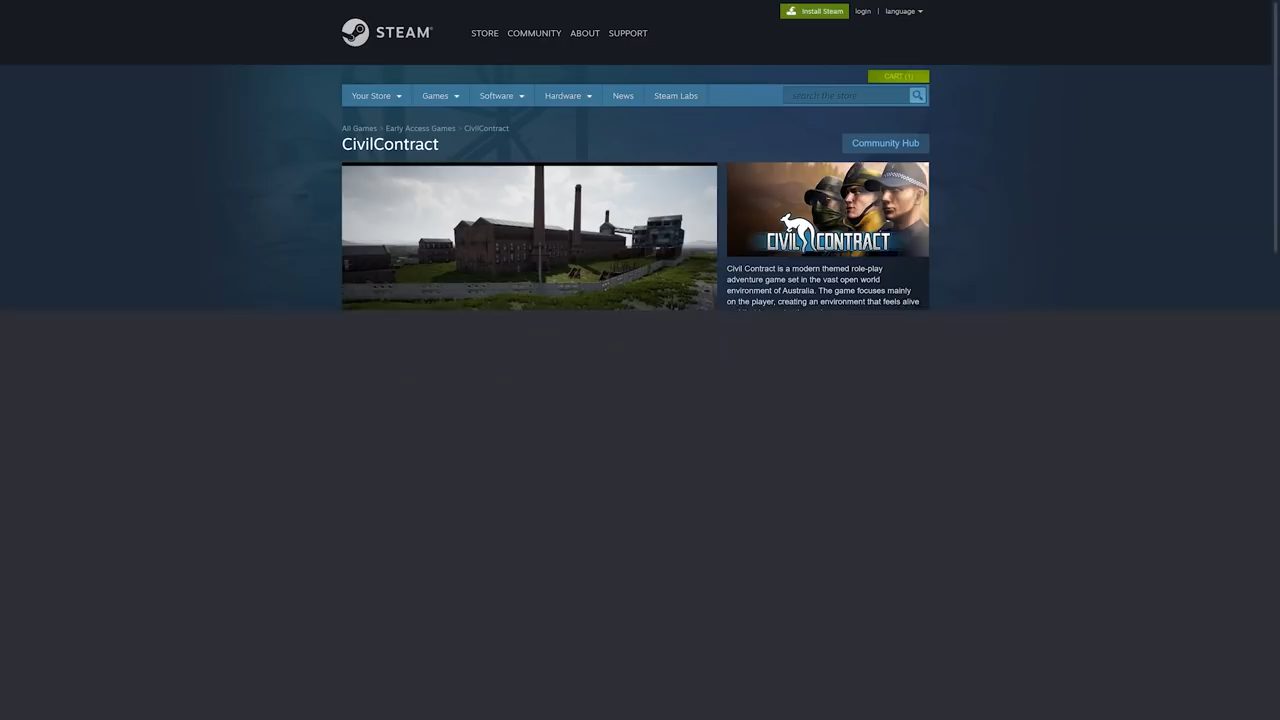 Install Steam
login | language
STEAM®
STORE COMMUNITY ABOUT SUPPORT
CART (1)
Your Store Games Software Hardware News Steam Labs
search the store
All Games > Early Access Games > CivilContract
CivilContract
Community Hub
CIVIL CONTRACT
Civil Contract is a modern themed role-play
adventure game set in the vast open world
environment of Australia. The game focuses mainly
on the player, creating an environment that feels alive